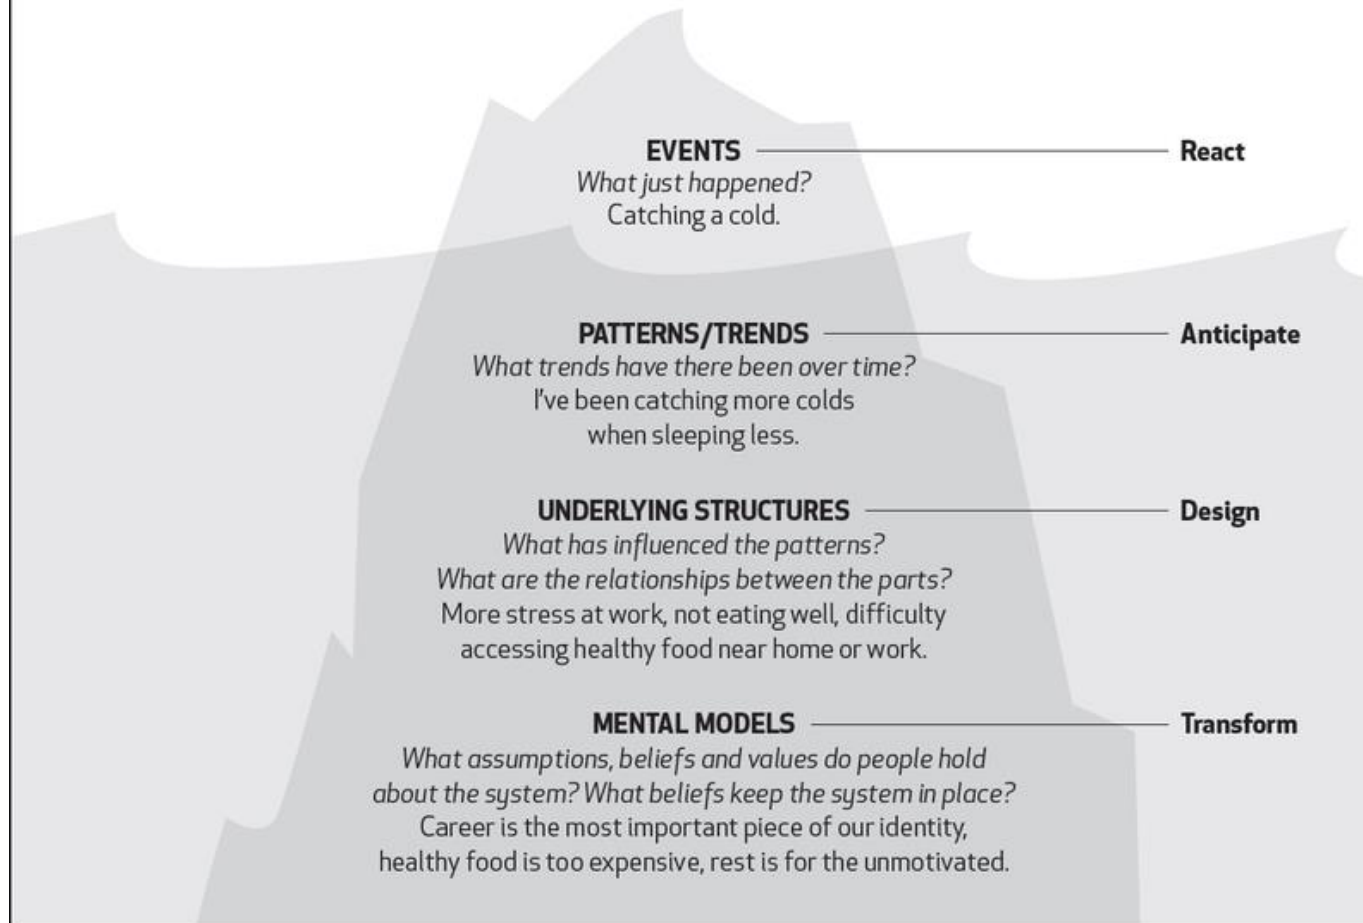 EVENTS
React
What just happened?
Catching a cold.
PATTERNS/TRENDS
Anticipate
What trends have there been over time?
I've been catching more colds
when sleeping less.
UNDERLYING STRUCTURES
Design
What has influenced the patterns?
What are the relationships between the parts?
More stress at work, not eating well, difficulty
accessing healthy food near home or work.
MENTAL MODELS
Transform
What assumptions, beliefs and values do people hold
about the system? What beliefs keep the system in place?
Career is the most important piece of our identity,
healthy food is too expensive, rest is for the unmotivated.